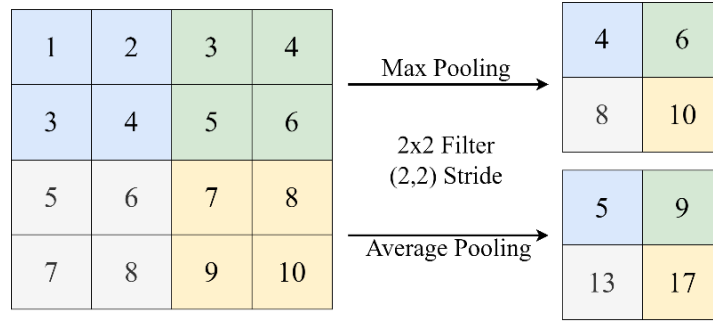 1 2 3 4
3 4 5 6
5 6 7 8
7 8 9 10
Max Pooling
2x2 Filter
(2,2) Stride
Average Pooling
4 6
8 10
5 9
13 17